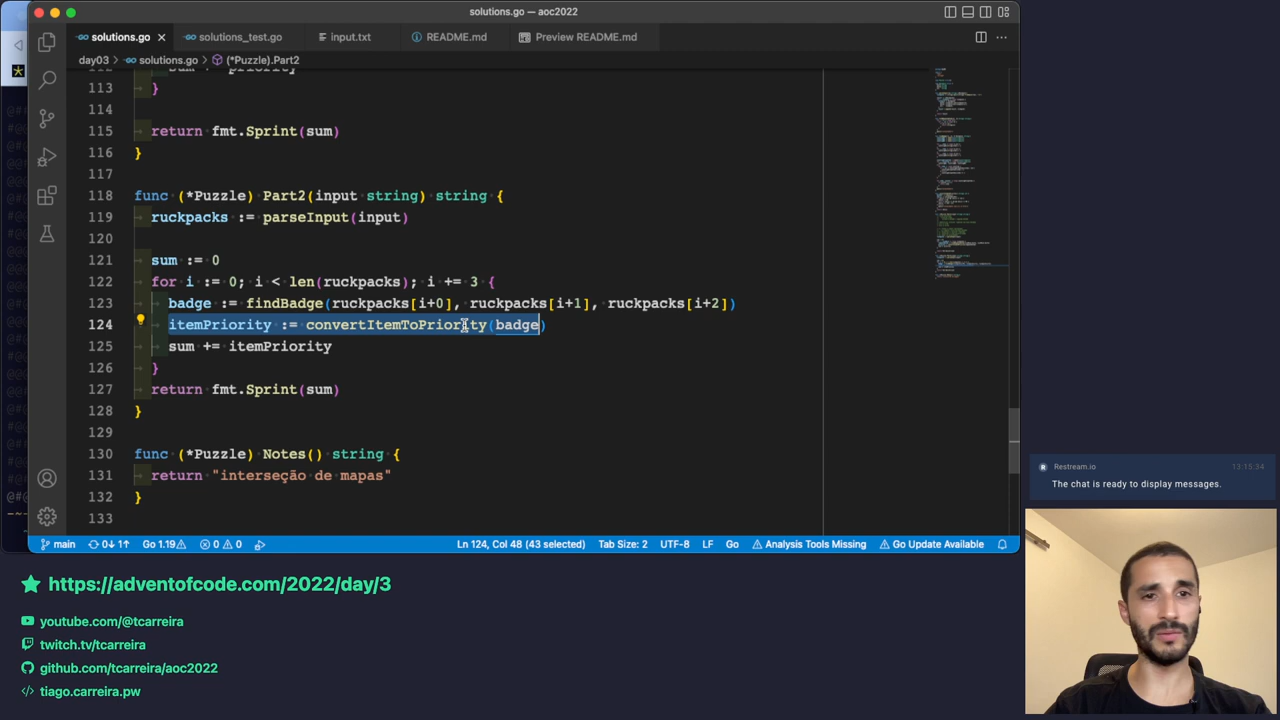 solutions.go — aoc2022
solutions.go
solutions_test.go
input.txt
README.md
Preview README.md
day03 > solutions.go > (*Puzzle).Part2
113 }
114
115 return fmt.Sprint(sum)
116 }
117
118 func (*Puzzle) Part2(input string) string {
119 ruckpacks := parseInput(input)
120
121 sum := 0
122 for i := 0; i < len(ruckpacks); i += 3 {
123 badge := findBadge(ruckpacks[i+0], ruckpacks[i+1], ruckpacks[i+2])
124 itemPriority := convertItemToPriority(badge)
125 sum += itemPriority
126 }
127 return fmt.Sprint(sum)
128 }
129
130 func (*Puzzle) Notes() string {
131 return "interseção de mapas"
132 }
133
main 0↓ 1↑ Go 1.19 0 0 Ln 124, Col 48 (43 selected) Tab Size: 2 UTF-8 LF Go Analysis Tools Missing Go Update Available
Restream.io 13:15:34
The chat is ready to display messages.
https://adventofcode.com/2022/day/3
youtube.com/@tcarreira
twitch.tv/tcarreira
github.com/tcarreira/aoc2022
tiago.carreira.pw